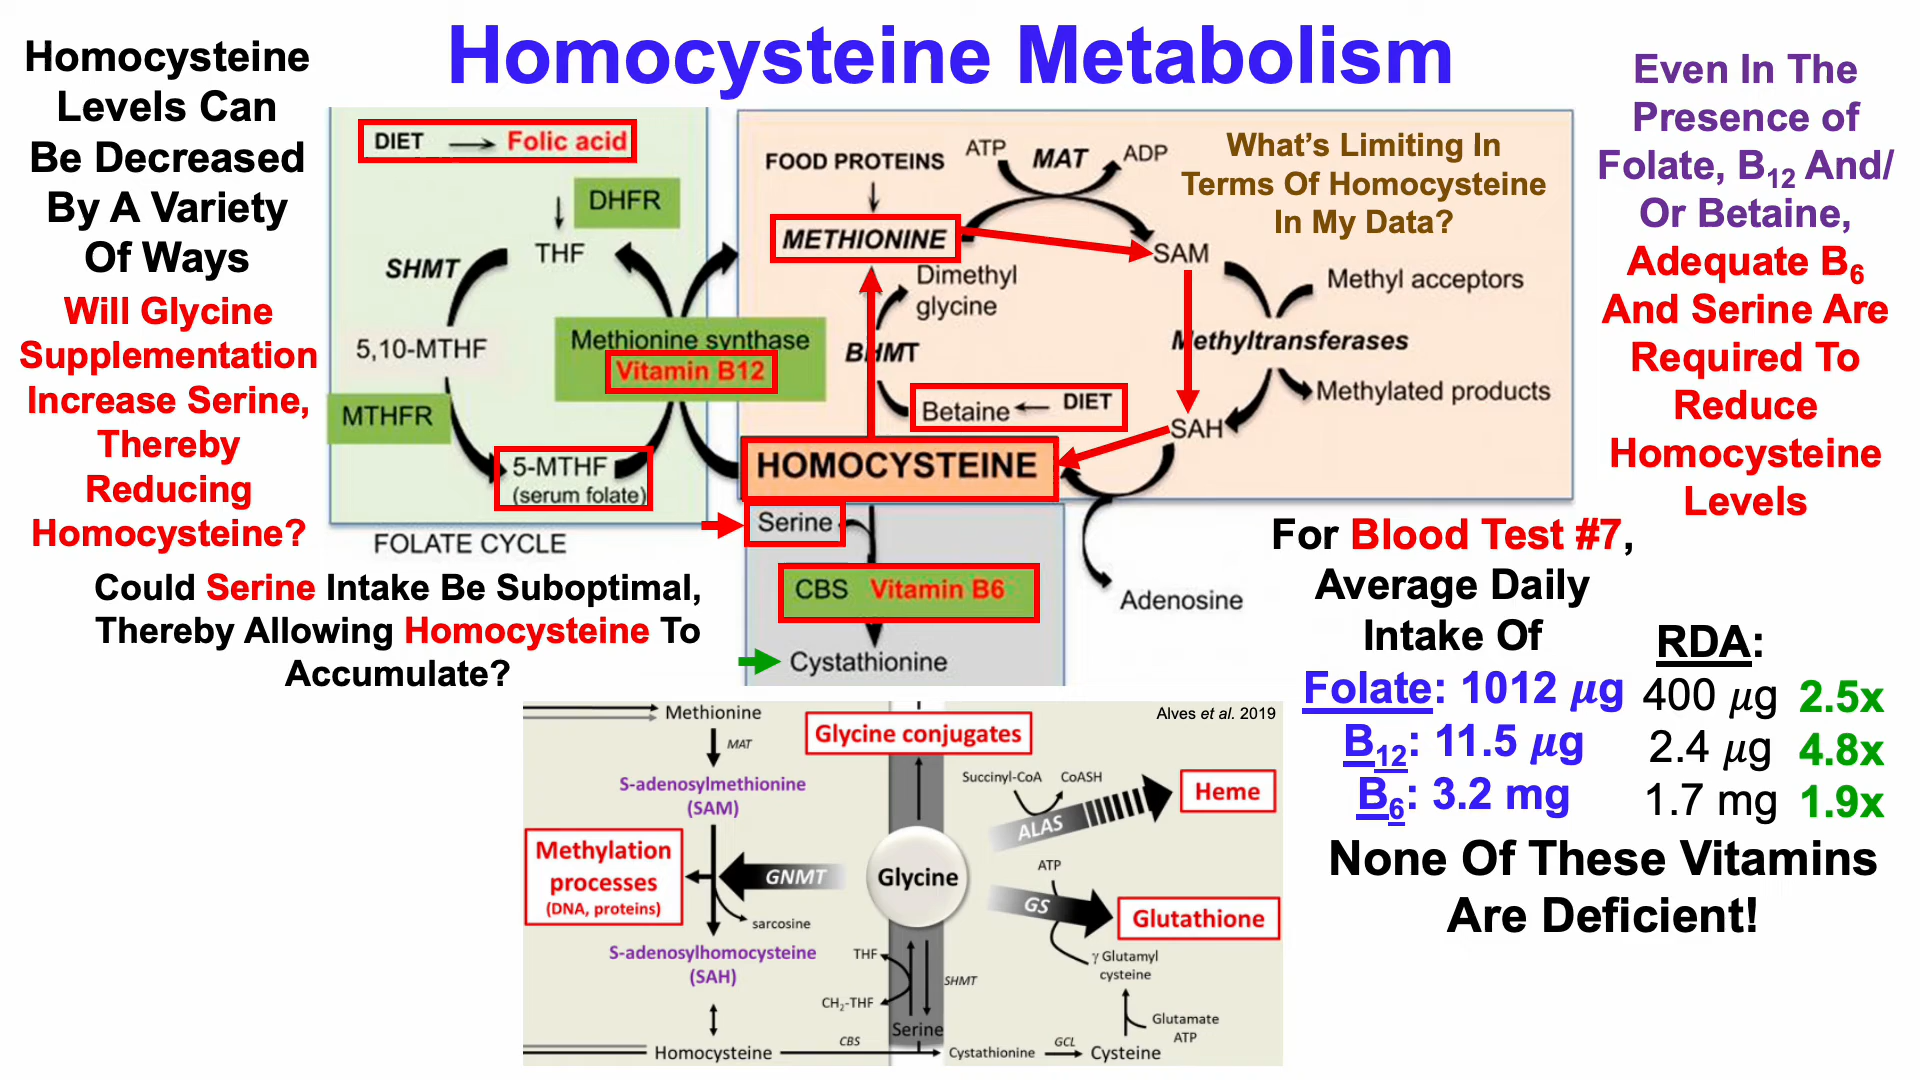 Homocysteine Metabolism
Homocysteine
Levels Can
Be Decreased
By A Variety
Of Ways
Will Glycine
Supplementation
Increase Serine,
Thereby
Reducing
Homocysteine?
Could Serine Intake Be Suboptimal,
Thereby Allowing Homocysteine To
Accumulate?
DIET → Folic acid
DHFR
THF
SHMT
5,10-MTHF
MTHFR
5-MTHF
(serum folate)
FOLATE CYCLE
Methionine synthase
Vitamin B12
FOOD PROTEINS
ATP
MAT
ADP
What's Limiting In
Terms Of Homocysteine
In My Data?
METHIONINE
SAM
Dimethyl
glycine
Methyl acceptors
BHMT
Methyltransferases
Betaine ← DIET
Methylated products
SAH
HOMOCYSTEINE
Serine
CBS Vitamin B6
Adenosine
Cystathionine
Even In The
Presence of
Folate, B12 And/
Or Betaine,
Adequate B6
And Serine Are
Required To
Reduce
Homocysteine
Levels
For Blood Test #7,
Average Daily
Intake Of
RDA:
Folate: 1012 μg 400 μg 2.5x
B12: 11.5 μg 2.4 μg 4.8x
B6: 3.2 mg 1.7 mg 1.9x
None Of These Vitamins
Are Deficient!
Methionine
Alves et al. 2019
MAT
Glycine conjugates
S-adenosylmethionine
(SAM)
Succinyl-CoA CoASH
Heme
ALAS
Methylation
processes
(DNA, proteins)
GNMT
Glycine
ATP
GS
Glutathione
sarcosine
S-adenosylhomocysteine
(SAH)
THF
γ Glutamyl
cysteine
SHMT
CH2-THF
Serine
Glutamate
ATP
Homocysteine
CBS
Cystathionine
GCL
Cysteine